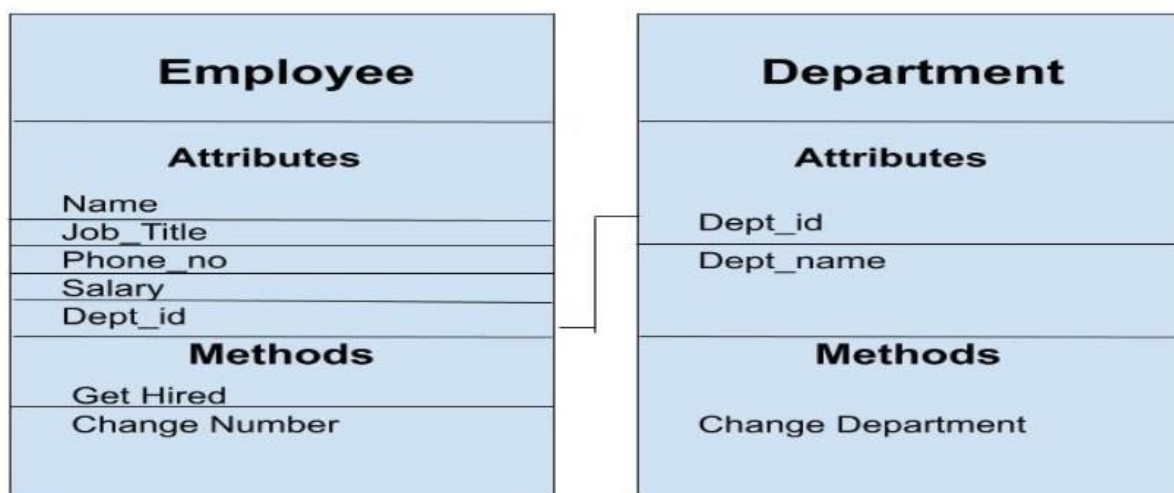 Employee
Attributes
Name
Job_Title
Phone_no
Salary
Dept_id
Methods
Get Hired
Change Number
Department
Attributes
Dept_id
Dept_name
Methods
Change Department